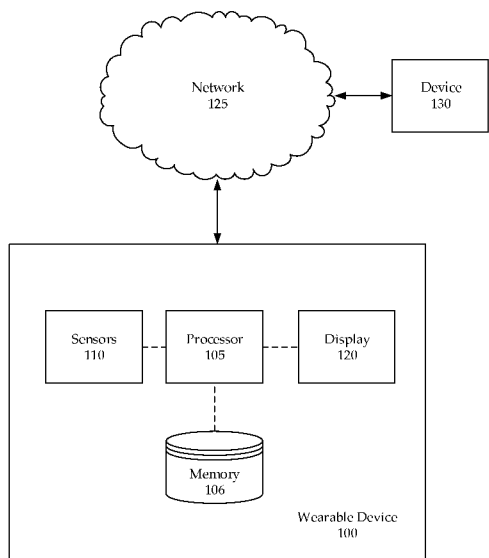 Network
125
Device
130
Sensors
110
Processor
105
Display
120
Memory
106
Wearable Device
100